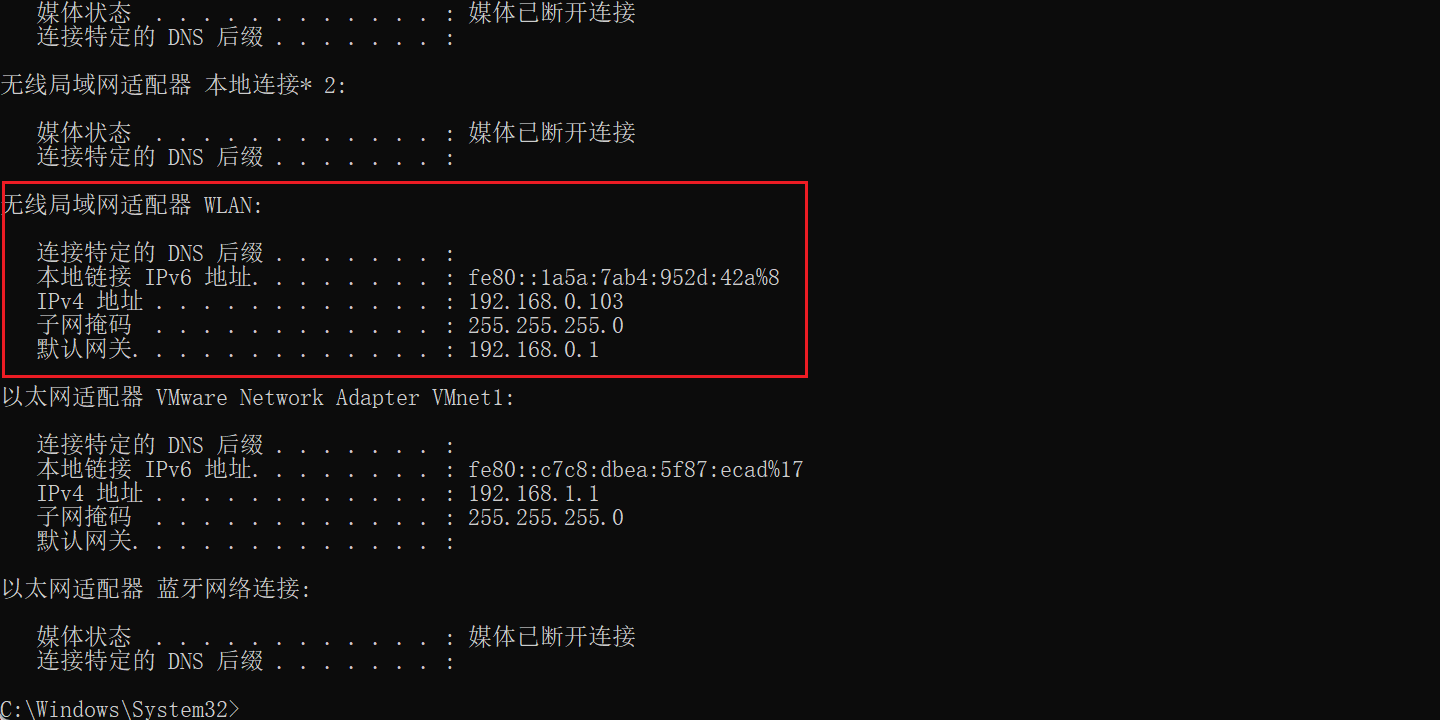 媒体状态  . . . . . . . . . . . . : 媒体已断开连接
连接特定的 DNS 后缀 . . . . . . . :
无线局域网适配器 本地连接* 2:
媒体状态  . . . . . . . . . . . . : 媒体已断开连接
连接特定的 DNS 后缀 . . . . . . . :
无线局域网适配器 WLAN:
连接特定的 DNS 后缀 . . . . . . . :
本地链接 IPv6 地址. . . . . . . . : fe80::1a5a:7ab4:952d:42a%8
IPv4 地址 . . . . . . . . . . . . : 192.168.0.103
子网掩码  . . . . . . . . . . . . : 255.255.255.0
默认网关. . . . . . . . . . . . . : 192.168.0.1
以太网适配器 VMware Network Adapter VMnet1:
连接特定的 DNS 后缀 . . . . . . . :
本地链接 IPv6 地址. . . . . . . . : fe80::c7c8:dbea:5f87:ecad%17
IPv4 地址 . . . . . . . . . . . . : 192.168.1.1
子网掩码  . . . . . . . . . . . . : 255.255.255.0
默认网关. . . . . . . . . . . . . :
以太网适配器 蓝牙网络连接:
媒体状态  . . . . . . . . . . . . : 媒体已断开连接
连接特定的 DNS 后缀 . . . . . . . :
C:\Windows\System32>